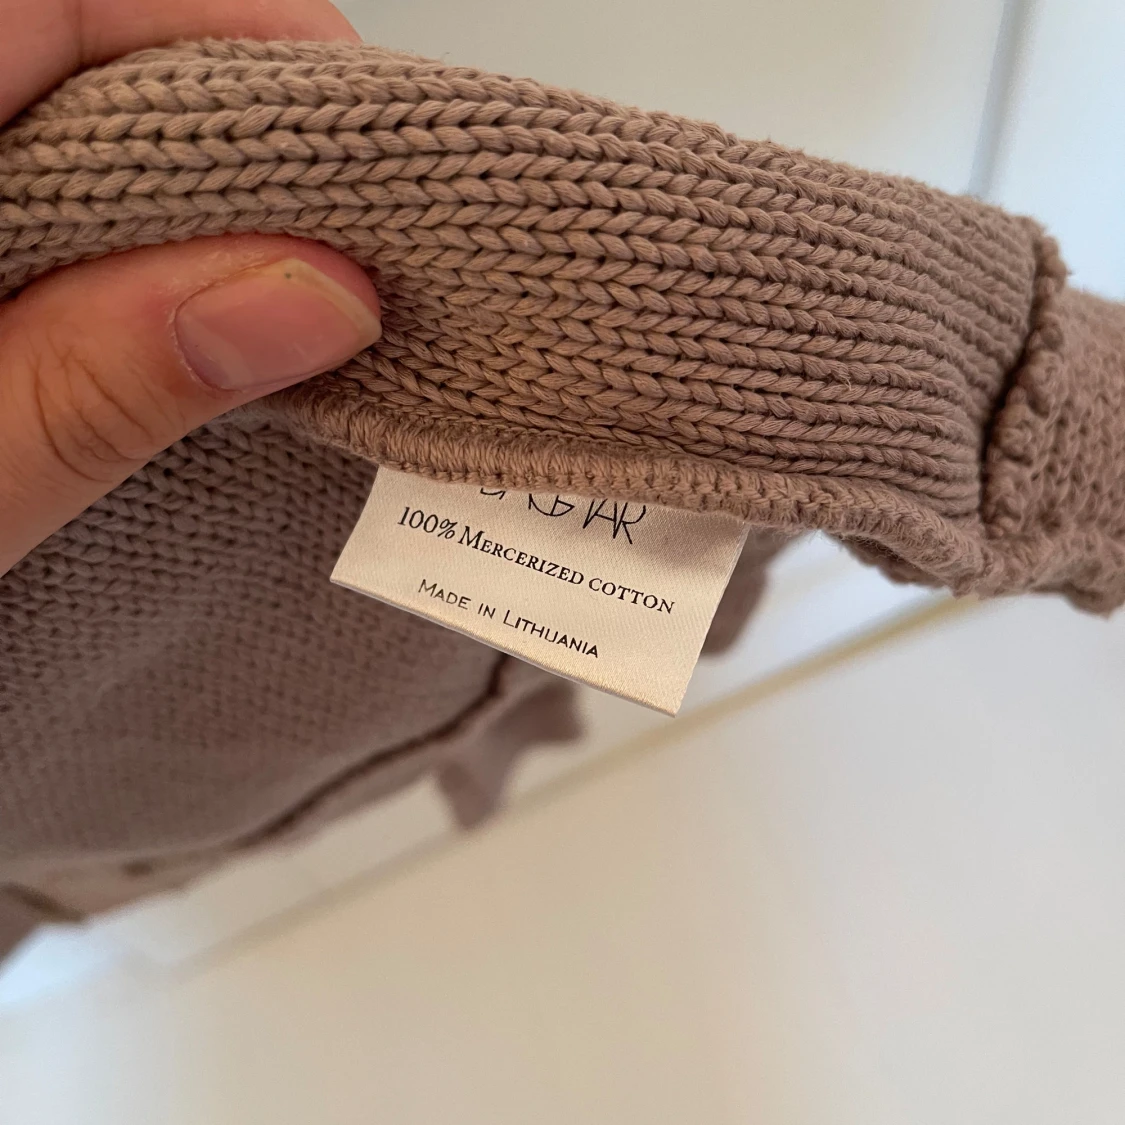 100% Mercerized cotton
Made in Lithuania